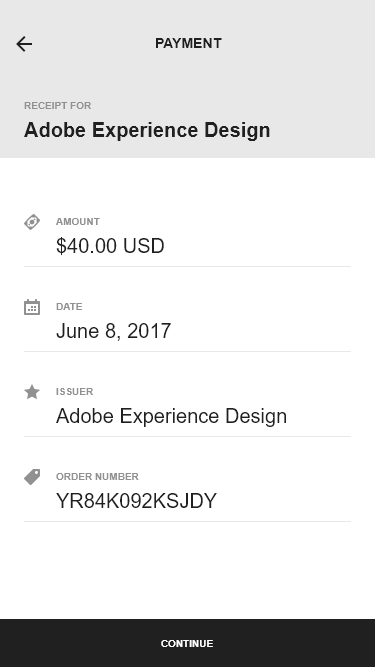 PAYMENT
RECEIPT FOR
Adobe Experience Design
AMOUNT
$40.00 USD
DATE
June 8, 2017
ISSUER
Adobe Experience Design
ORDER NUMBER
YR84K092KSJDY
CONTINUE